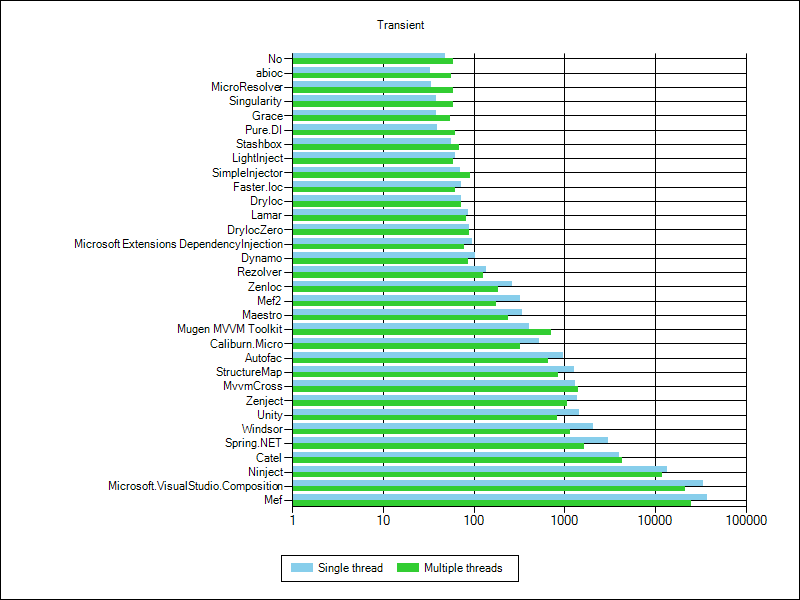 Transient
No
abioc
MicroResolver
Singularity
Grace
Pure.DI
Stashbox
LightInject
SimpleInjector
Faster.Ioc
DryIoc
Lamar
DryIocZero
Microsoft Extensions DependencyInjection
Dynamo
Rezolver
ZenIoc
Mef2
Maestro
Mugen MVVM Toolkit
Caliburn.Micro
Autofac
StructureMap
MvvmCross
Zenject
Unity
Windsor
Spring.NET
Catel
Ninject
Microsoft.VisualStudio.Composition
Mef
1 10 100 1000 10000 100000
Single thread Multiple threads